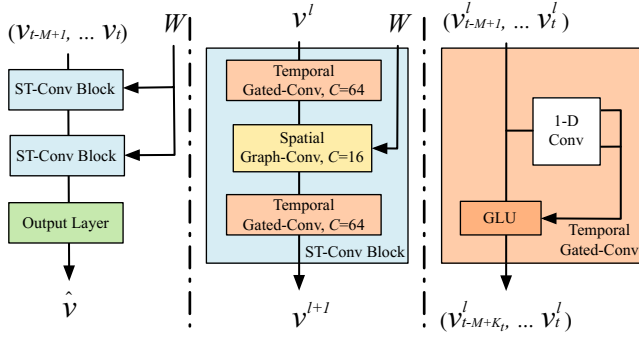 (v_{t-M+1}, ... v_t)
W
ST-Conv Block
ST-Conv Block
Output Layer
v̂
v^l
W
Temporal
Gated-Conv, C=64
Spatial
Graph-Conv, C=16
Temporal
Gated-Conv, C=64
ST-Conv Block
v^{l+1}
(v^l_{t-M+1}, ... v^l_t)
1-D
Conv
GLU
Temporal
Gated-Conv
(v^l_{t-M+K_t}, ... v^l_t)